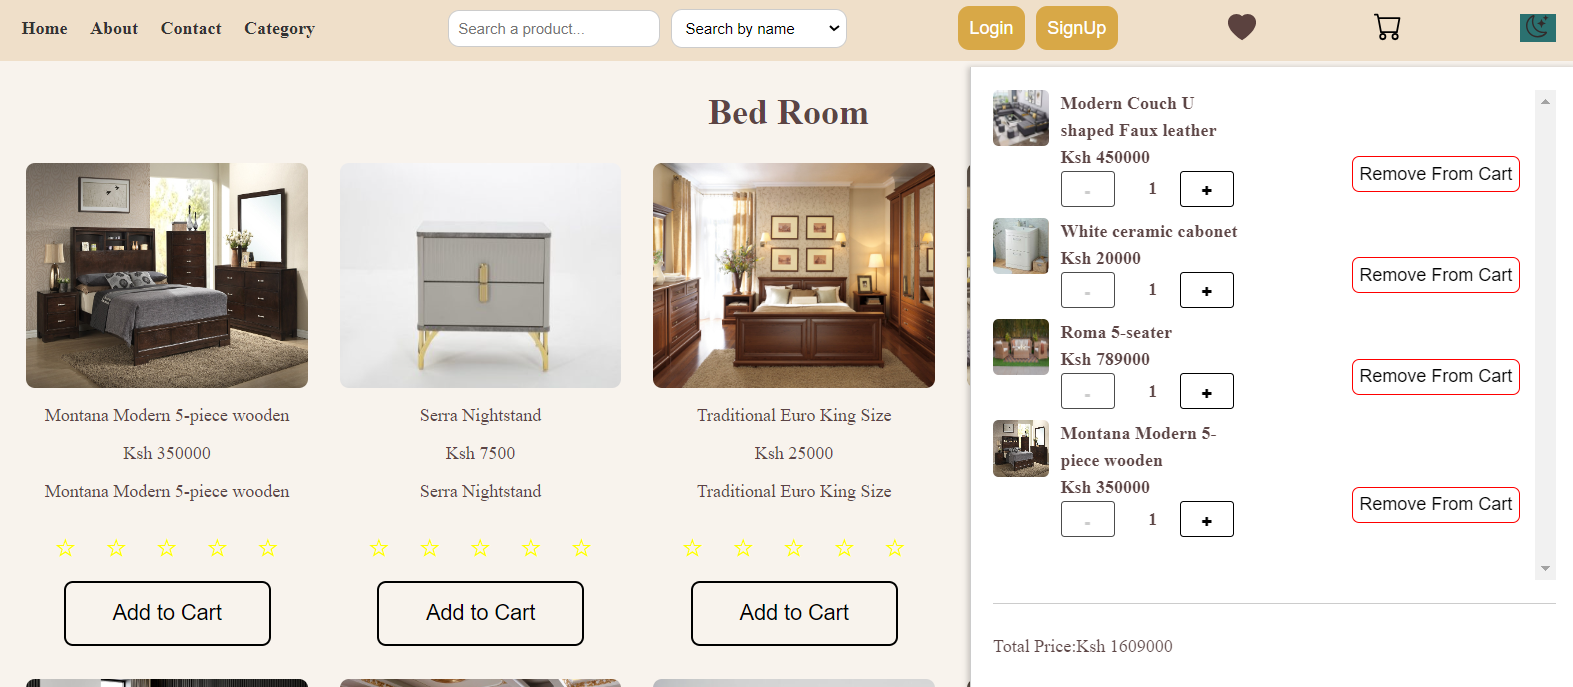 Home About Contact Category
Search a product...
Search by name
Login
SignUp
Bed Room
Montana Modern 5-piece wooden
Ksh 350000
Montana Modern 5-piece wooden
☆ ☆ ☆ ☆ ☆
Add to Cart
Serra Nightstand
Ksh 7500
Serra Nightstand
☆ ☆ ☆ ☆ ☆
Add to Cart
Traditional Euro King Size
Ksh 25000
Traditional Euro King Size
☆ ☆ ☆ ☆ ☆
Add to Cart
Modern Couch U
shaped Faux leather
Ksh 450000
- 1 +
Remove From Cart
White ceramic cabonet
Ksh 20000
- 1 +
Remove From Cart
Roma 5-seater
Ksh 789000
- 1 +
Remove From Cart
Montana Modern 5-
piece wooden
Ksh 350000
- 1 +
Remove From Cart
Total Price:Ksh 1609000